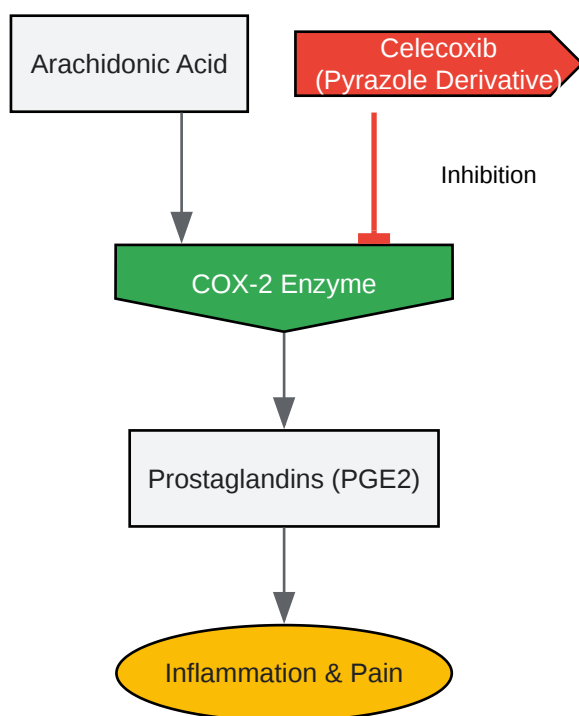 Arachidonic Acid
Celecoxib
(Pyrazole Derivative)
Inhibition
COX-2 Enzyme
Prostaglandins (PGE2)
Inflammation & Pain